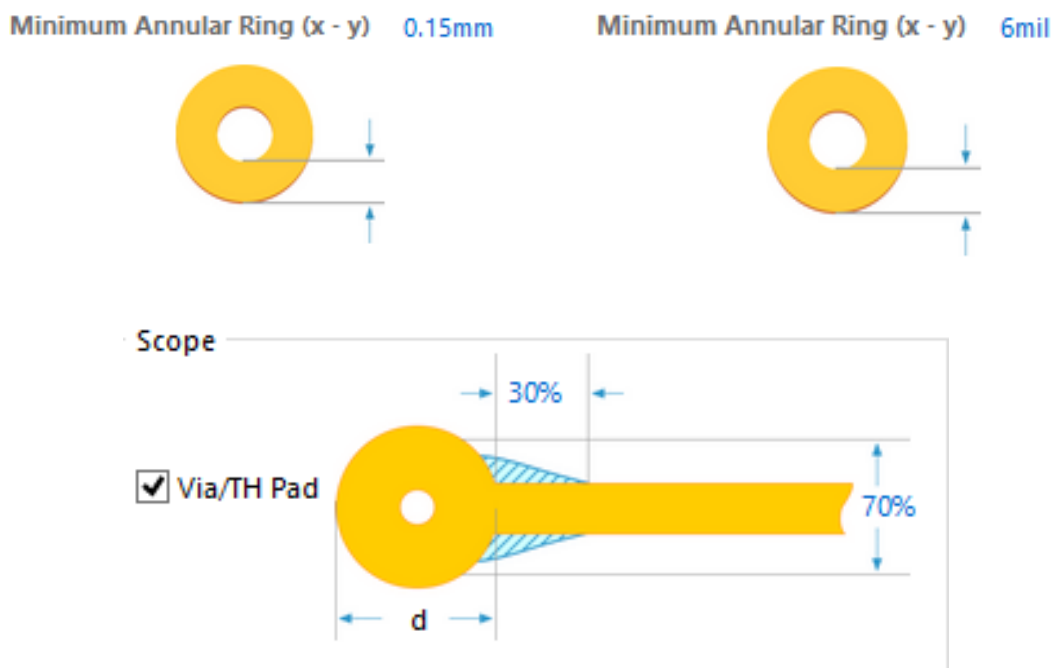 Minimum Annular Ring (x - y) 0.15mm
Minimum Annular Ring (x - y) 6mil
Scope
30%
Via/TH Pad
70%
d